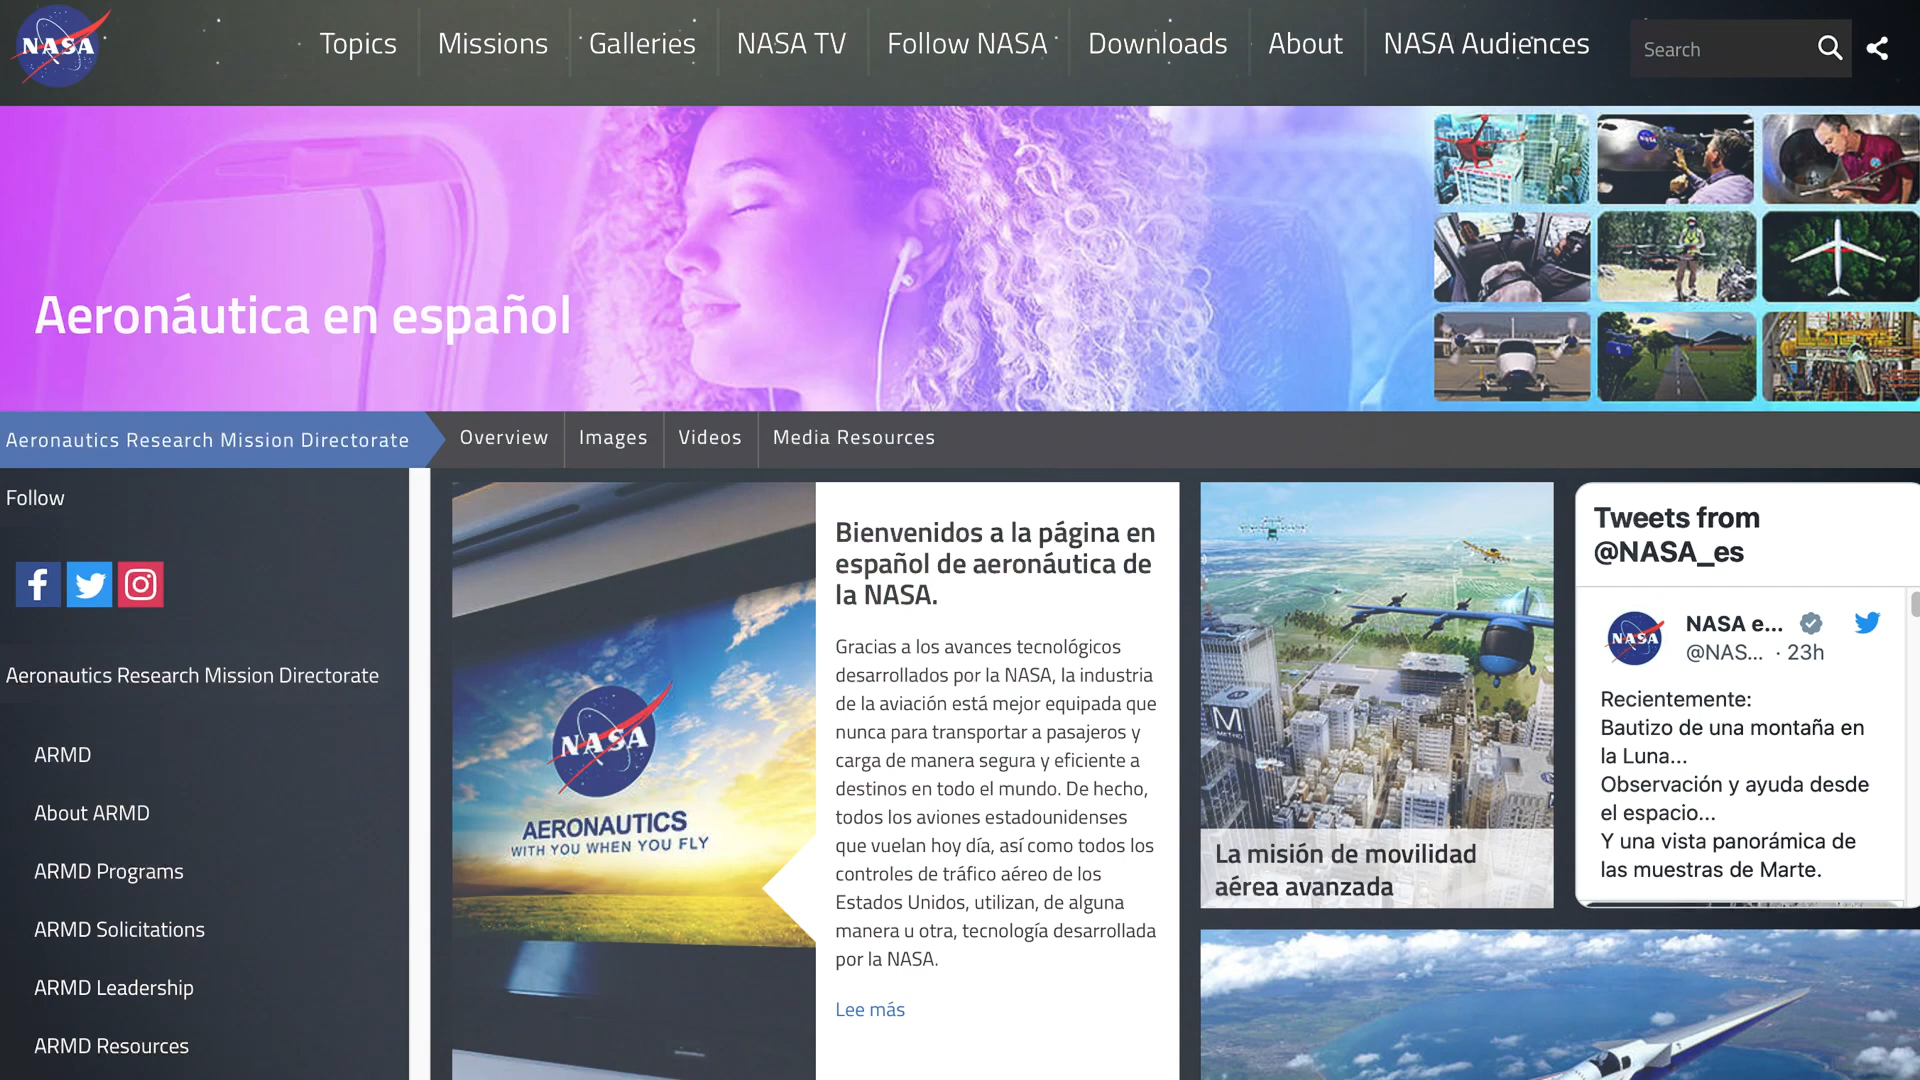 NASA
Topics
Missions
Galleries
NASA TV
Follow NASA
Downloads
About
NASA Audiences
Search
Aeronáutica en español
Aeronautics Research Mission Directorate
Overview
Images
Videos
Media Resources
Follow
Aeronautics Research Mission Directorate
ARMD
About ARMD
ARMD Programs
ARMD Solicitations
ARMD Leadership
ARMD Resources
NASA
AERONAUTICS
WITH YOU WHEN YOU FLY
Bienvenidos a la página en
español de aeronáutica de
la NASA.
Gracias a los avances tecnológicos
desarrollados por la NASA, la industria
de la aviación está mejor equipada que
nunca para transportar a pasajeros y
carga de manera segura y eficiente a
destinos en todo el mundo. De hecho,
todos los aviones estadounidenses
que vuelan hoy día, así como todos los
controles de tráfico aéreo de los
Estados Unidos, utilizan, de alguna
manera u otra, tecnología desarrollada
por la NASA.
Lee más
M
METRO
La misión de movilidad
aérea avanzada
Tweets from
@NASA_es
NASA
NASA e...
@NAS... · 23h
Recientemente:
Bautizo de una montaña en
la Luna...
Observación y ayuda desde
el espacio...
Y una vista panorámica de
las muestras de Marte.